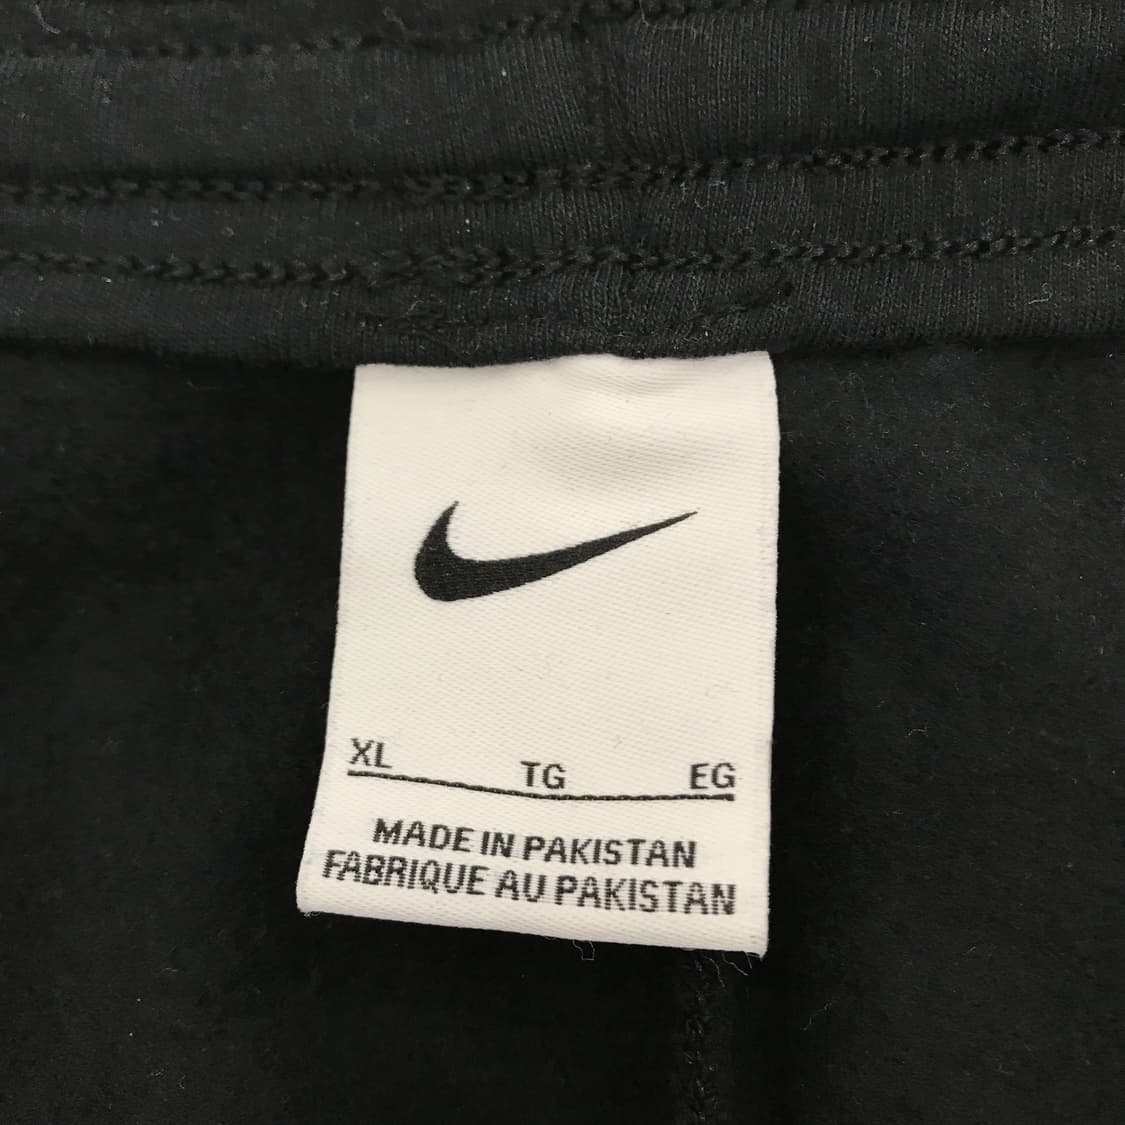 XL TG EG
MADE IN PAKISTAN
FABRIQUE AU PAKISTAN